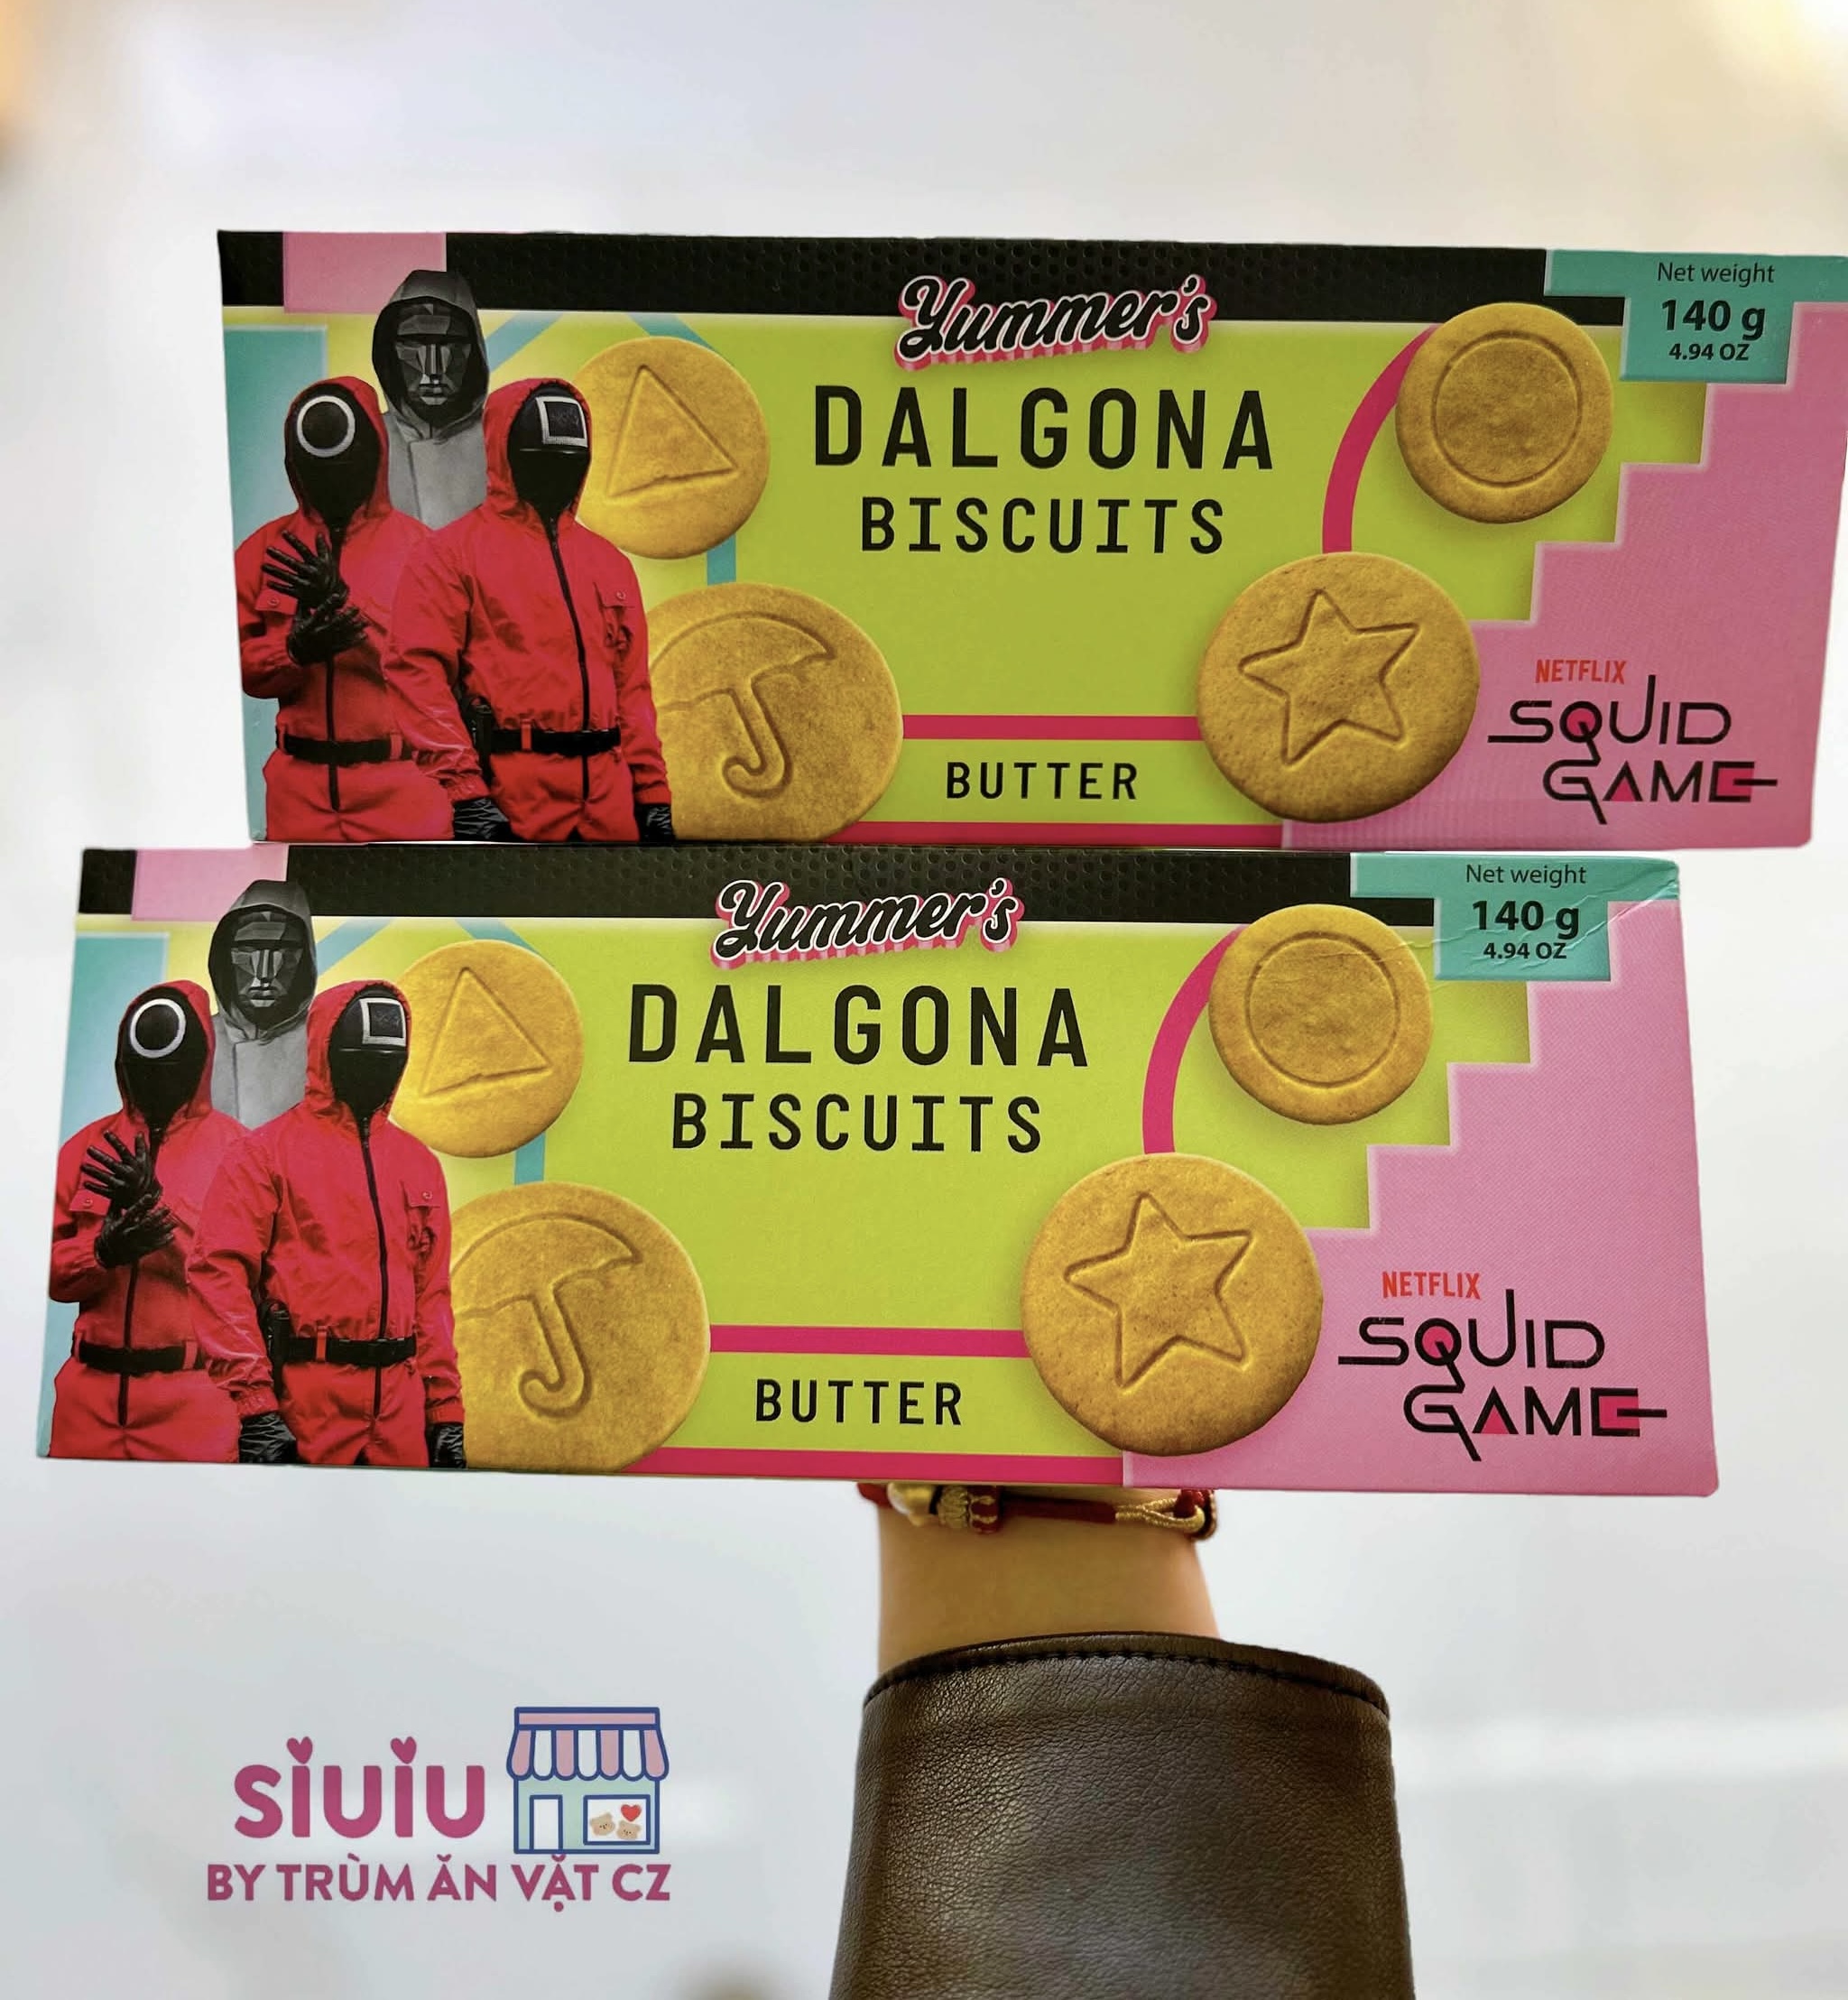 Yummer's
DALGONA
BISCUITS
BUTTER
Net weight
140 g
4.94 OZ
NETFLIX
SQUID
GAME
Yummer's
DALGONA
BISCUITS
BUTTER
Net weight
140 g
4.94 OZ
NETFLIX
SQUID
GAME
SIUIU
BY TRÙM ĂN VẶT CZ